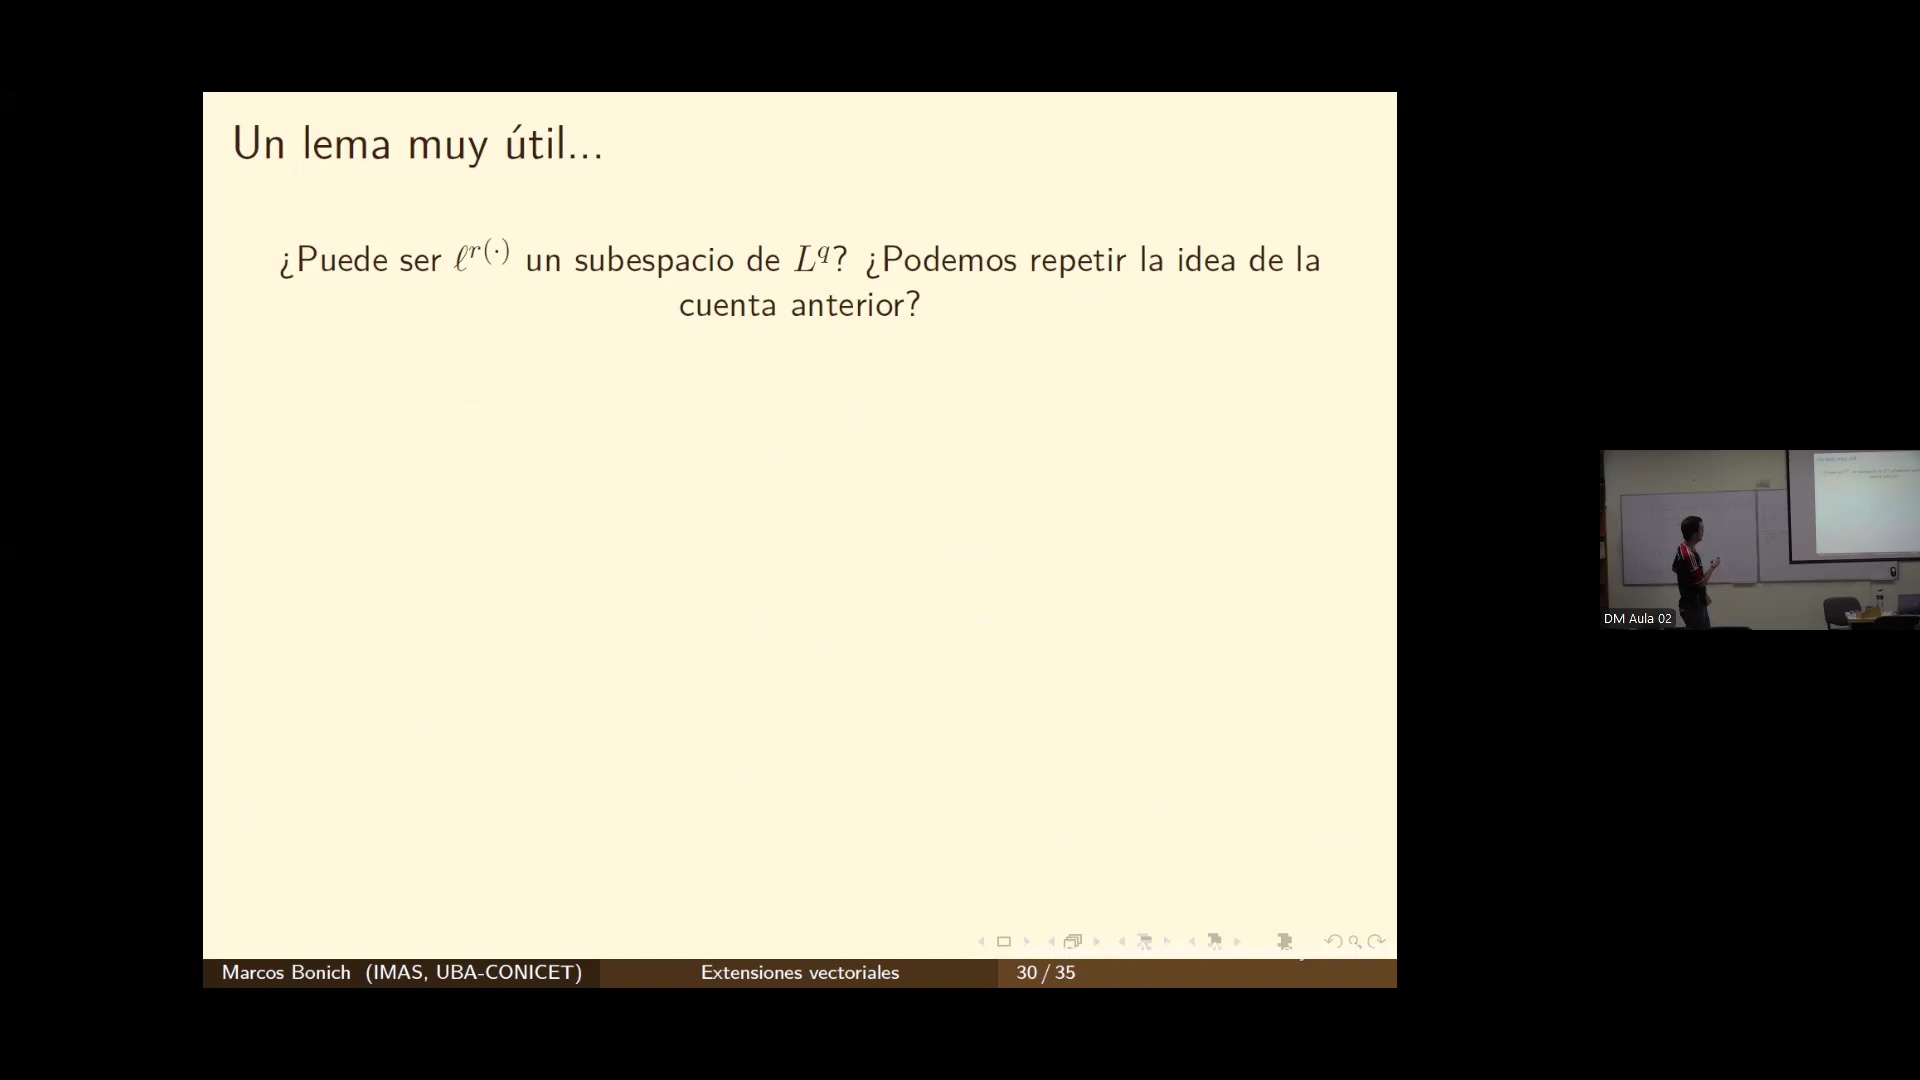 Un lema muy útil...
¿Puede ser ℓ^{r(·)} un subespacio de L^q? ¿Podemos repetir la idea de la
cuenta anterior?
Marcos Bonich (IMAS, UBA-CONICET)
Extensiones vectoriales
30 / 35
DM Aula 02